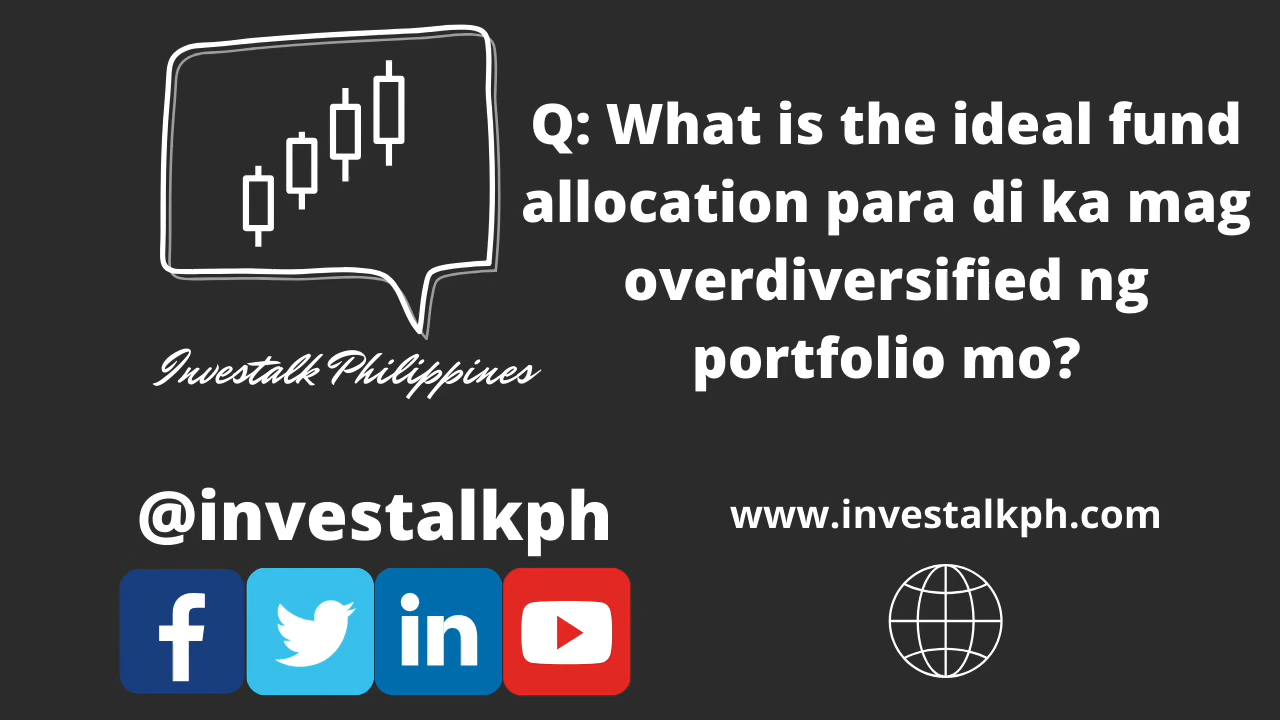 Q: What is the ideal fund
allocation para di ka mag
overdiversified ng
portfolio mo?
Investalk Philippines
@investalkph
www.investalkph.com